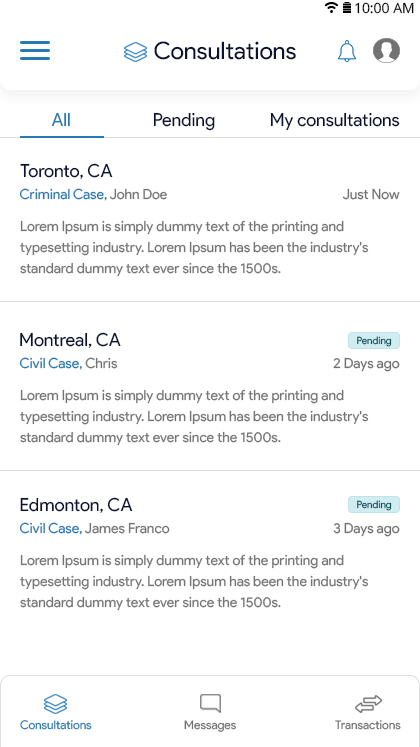 10:00 AM
Consultations
All Pending My consultations
Toronto, CA
Criminal Case, John Doe Just Now
Lorem Ipsum is simply dummy text of the printing and
typesetting industry. Lorem Ipsum has been the industry's
standard dummy text ever since the 1500s.
Montreal, CA Pending
Civil Case, Chris 2 Days ago
Lorem Ipsum is simply dummy text of the printing and
typesetting industry. Lorem Ipsum has been the industry's
standard dummy text ever since the 1500s.
Edmonton, CA Pending
Civil Case, James Franco 3 Days ago
Lorem Ipsum is simply dummy text of the printing and
typesetting industry. Lorem Ipsum has been the industry's
standard dummy text ever since the 1500s.
Consultations Messages Transactions